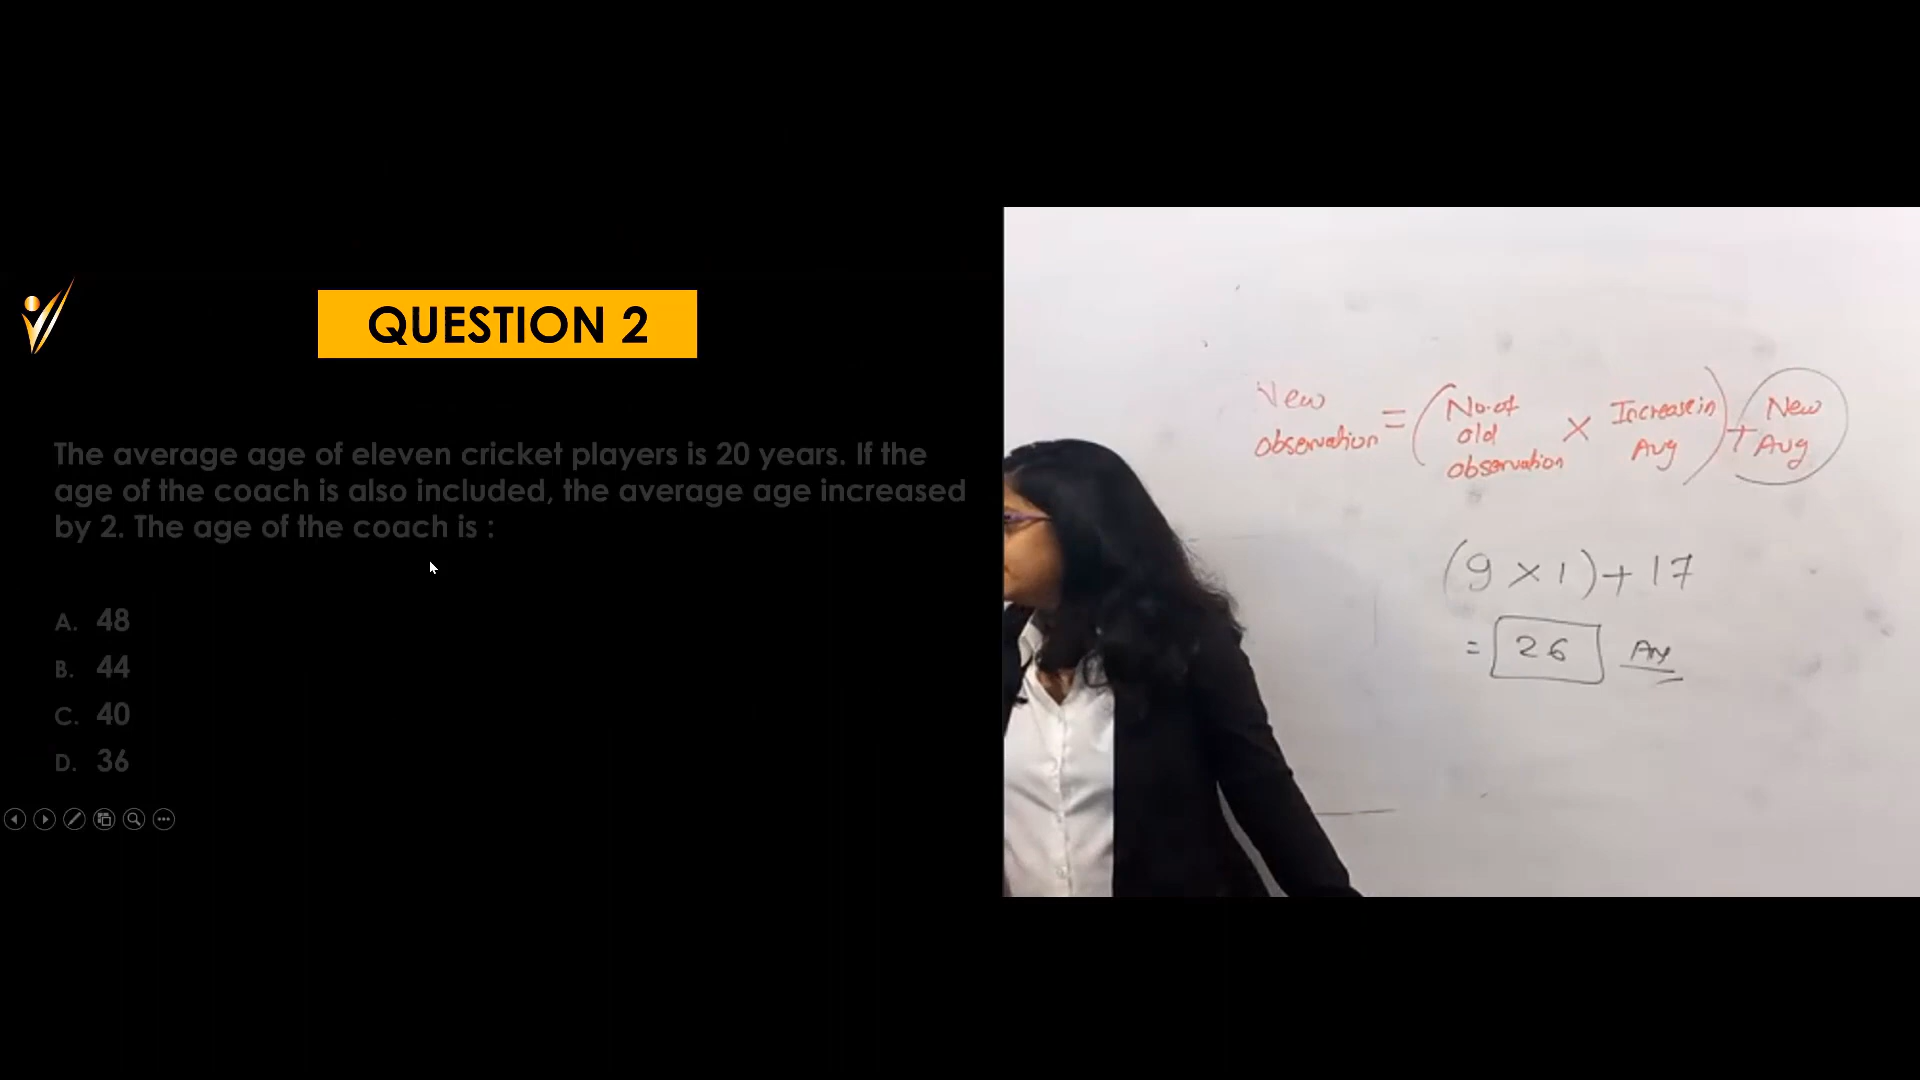 QUESTION 2
The average age of eleven cricket players is 20 years. If the
age of the coach is also included, the average age increased
by 2. The age of the coach is :
A. 48
B. 44
C. 40
D. 36
New observation = (No. of old observation × Increase in Avg) + New Avg
(9 × 1) + 17
= 26 Ans